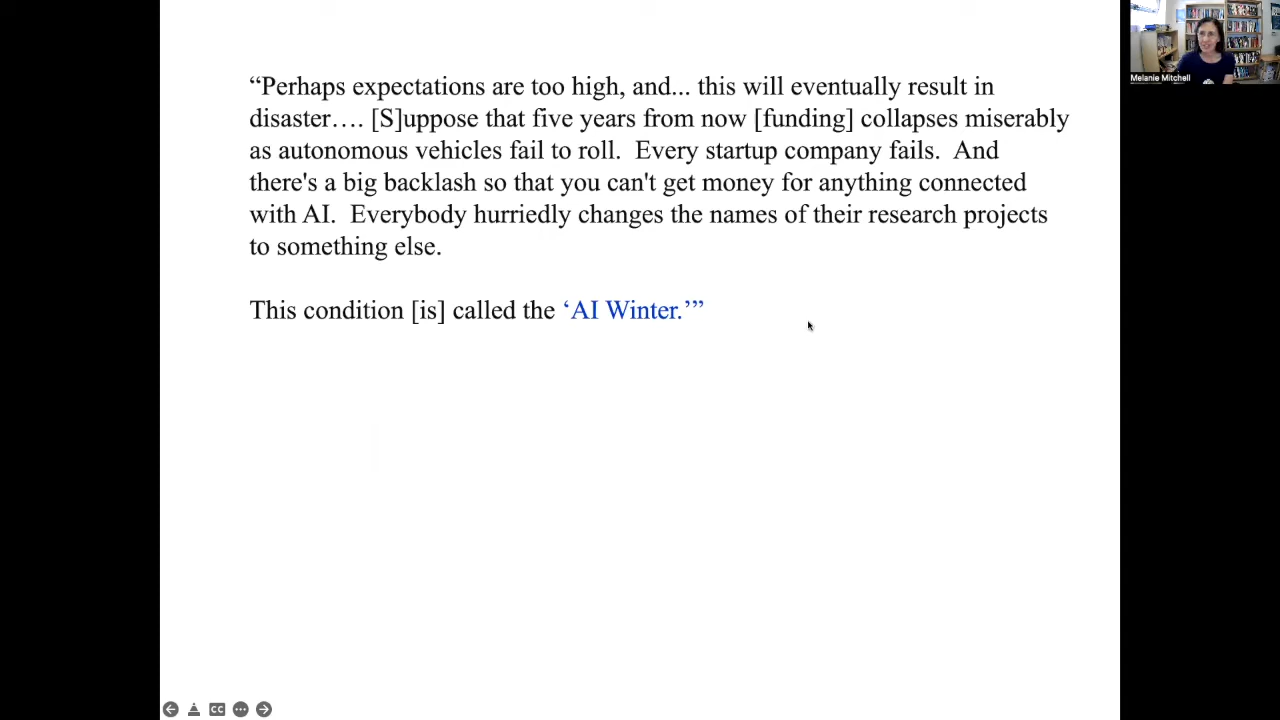 “Perhaps expectations are too high, and... this will eventually result in
disaster…. [S]uppose that five years from now [funding] collapses miserably
as autonomous vehicles fail to roll.  Every startup company fails.  And
there's a big backlash so that you can't get money for anything connected
with AI.  Everybody hurriedly changes the names of their research projects
to something else.
This condition [is] called the ‘AI Winter.’”
Melanie Mitchell
CC